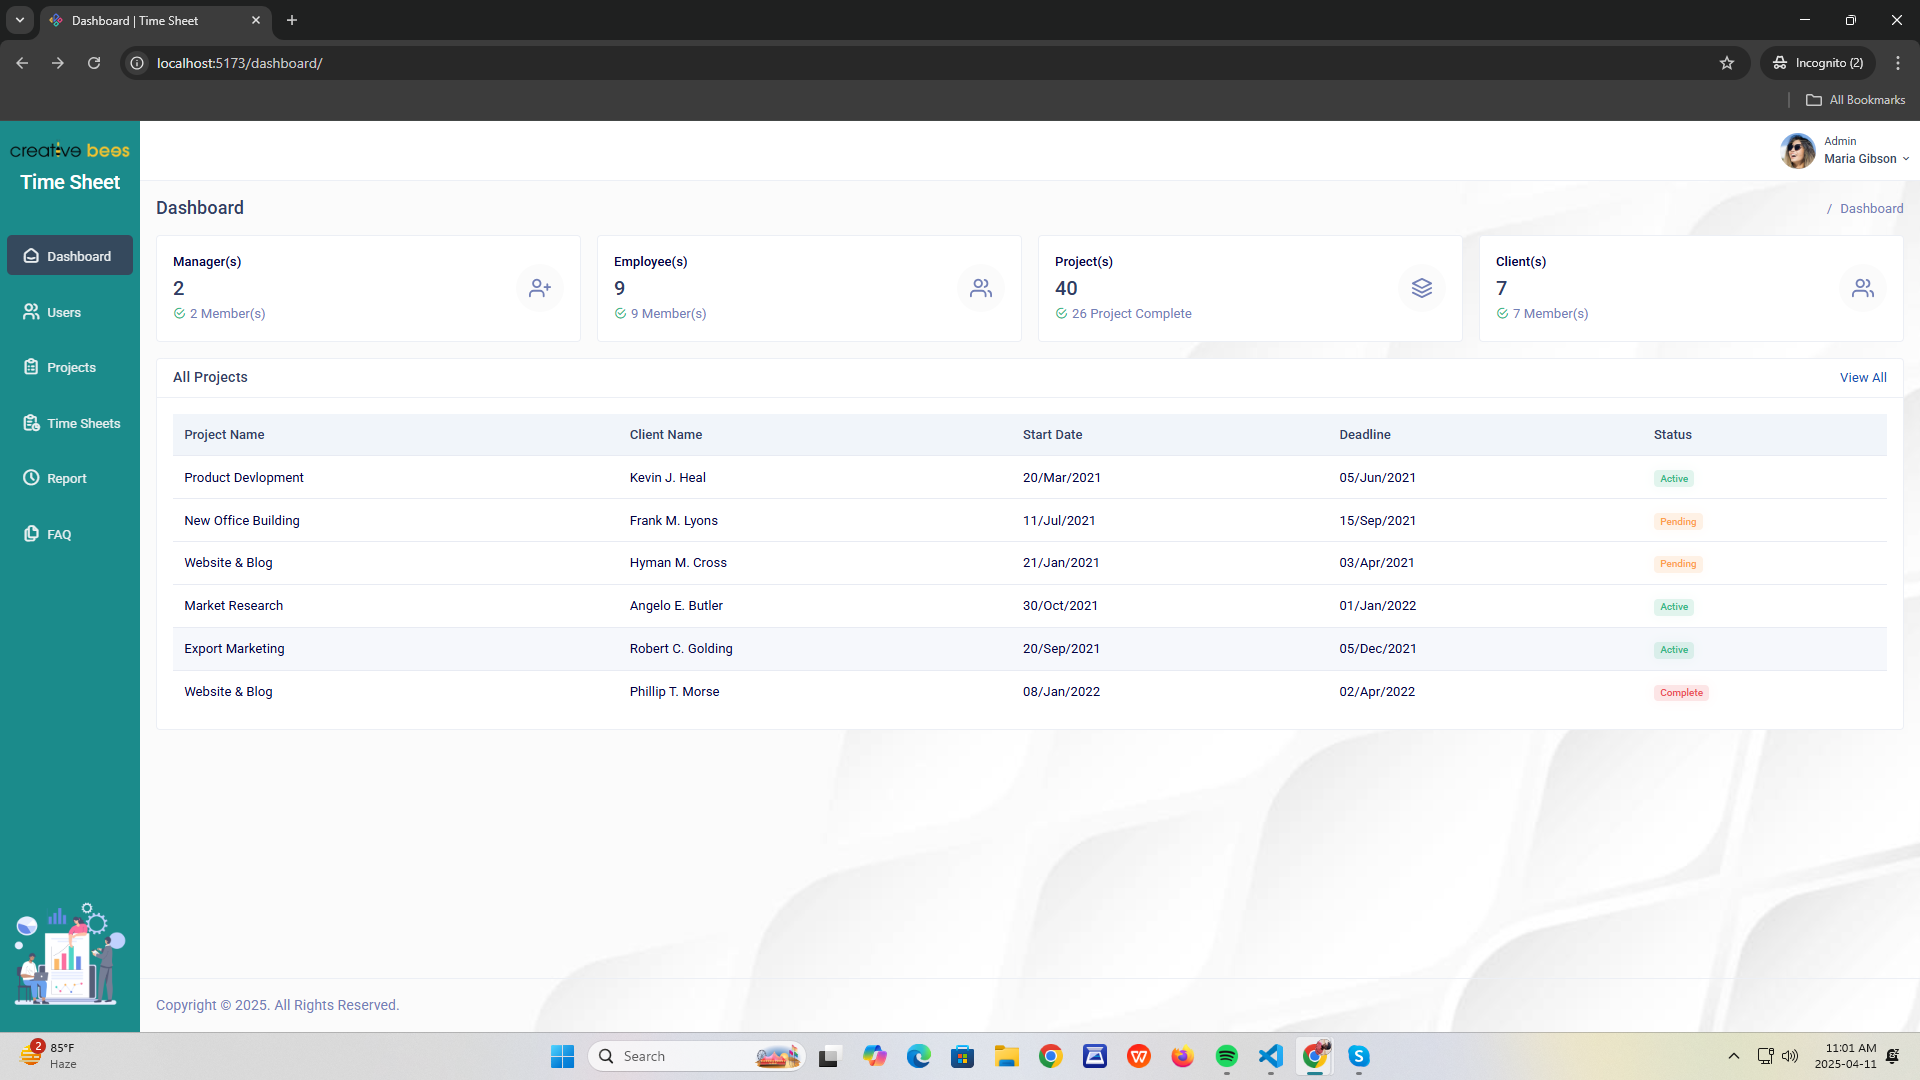 Dashboard | Time Sheet
localhost:5173/dashboard/
Incognito (2)
All Bookmarks
creative bees
Time Sheet
Admin
Maria Gibson
Dashboard
Users
Projects
Time Sheets
Report
FAQ
Dashboard
/ Dashboard
Manager(s)
2
2 Member(s)
Employee(s)
9
9 Member(s)
Project(s)
40
26 Project Complete
Client(s)
7
7 Member(s)
All Projects
View All
Project Name Client Name Start Date Deadline Status
Product Devlopment Kevin J. Heal 20/Mar/2021 05/Jun/2021 Active
New Office Building Frank M. Lyons 11/Jul/2021 15/Sep/2021 Pending
Website & Blog Hyman M. Cross 21/Jan/2021 03/Apr/2021 Pending
Market Research Angelo E. Butler 30/Oct/2021 01/Jan/2022 Active
Export Marketing Robert C. Golding 20/Sep/2021 05/Dec/2021 Active
Website & Blog Phillip T. Morse 08/Jan/2022 02/Apr/2022 Complete
Copyright © 2025. All Rights Reserved.
2
85°F
Haze
Search
11:01 AM
2025-04-11